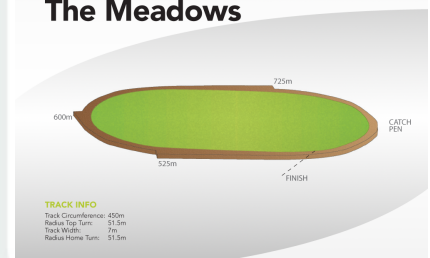 The Meadows
725m
600m
CATCH
PEN
525m
FINISH
TRACK INFO
Track Circumference: 450m
Radius Top Turn: 51.5m
Track Width: 7m
Radius Home Turn: 51.5m